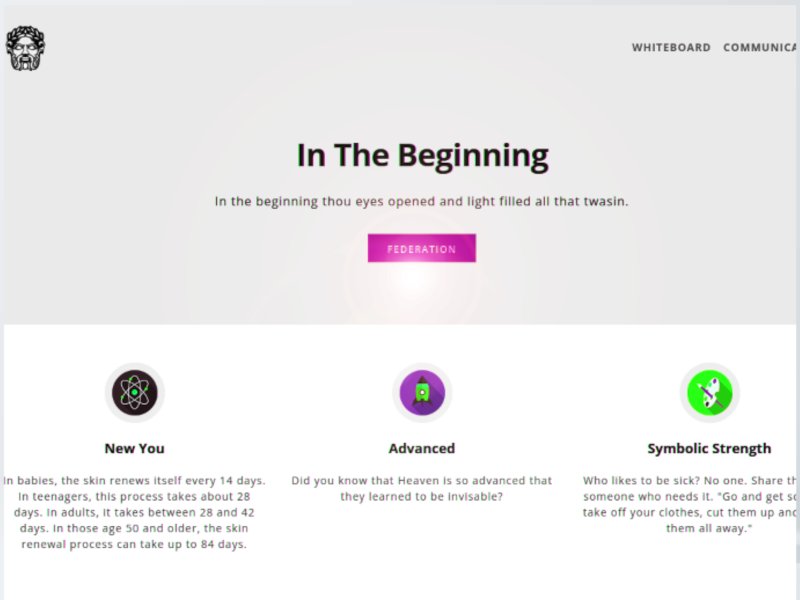 WHITEBOARD COMMUNICA
In The Beginning
In the beginning thou eyes opened and light filled all that twasin.
FEDERATION
New You
In babies, the skin renews itself every 14 days.
In teenagers, this process takes about 28
days. In adults, it takes between 28 and 42
days. In those age 50 and older, the skin
renewal process can take up to 84 days.
Advanced
Did you know that Heaven is so advanced that
they learned to be invisable?
Symbolic Strength
Who likes to be sick? No one. Share
someone who needs it. "Go and get
take off your clothes, cut them up and
them all away."